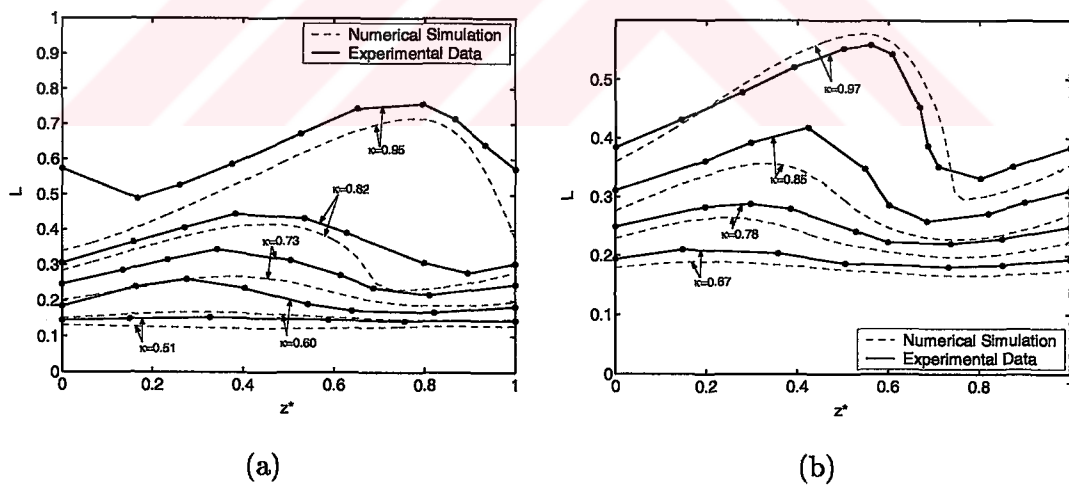 1
0.9
0.8
0.7
0.6
0.5
0.4
0.3
0.2
0.1
0
L
Numerical Simulation
Experimental Data
κ=0.95
κ=0.82
κ=0.73
κ=0.51
κ=0.60
0 0.2 0.4 0.6 0.8 1
z*
(a)
0.5
0.4
0.3
0.2
0.1
0
L
κ=0.97
κ=0.85
κ=0.78
κ=0.67
Numerical Simulation
Experimental Data
0 0.2 0.4 0.6 0.8 1
z*
(b)